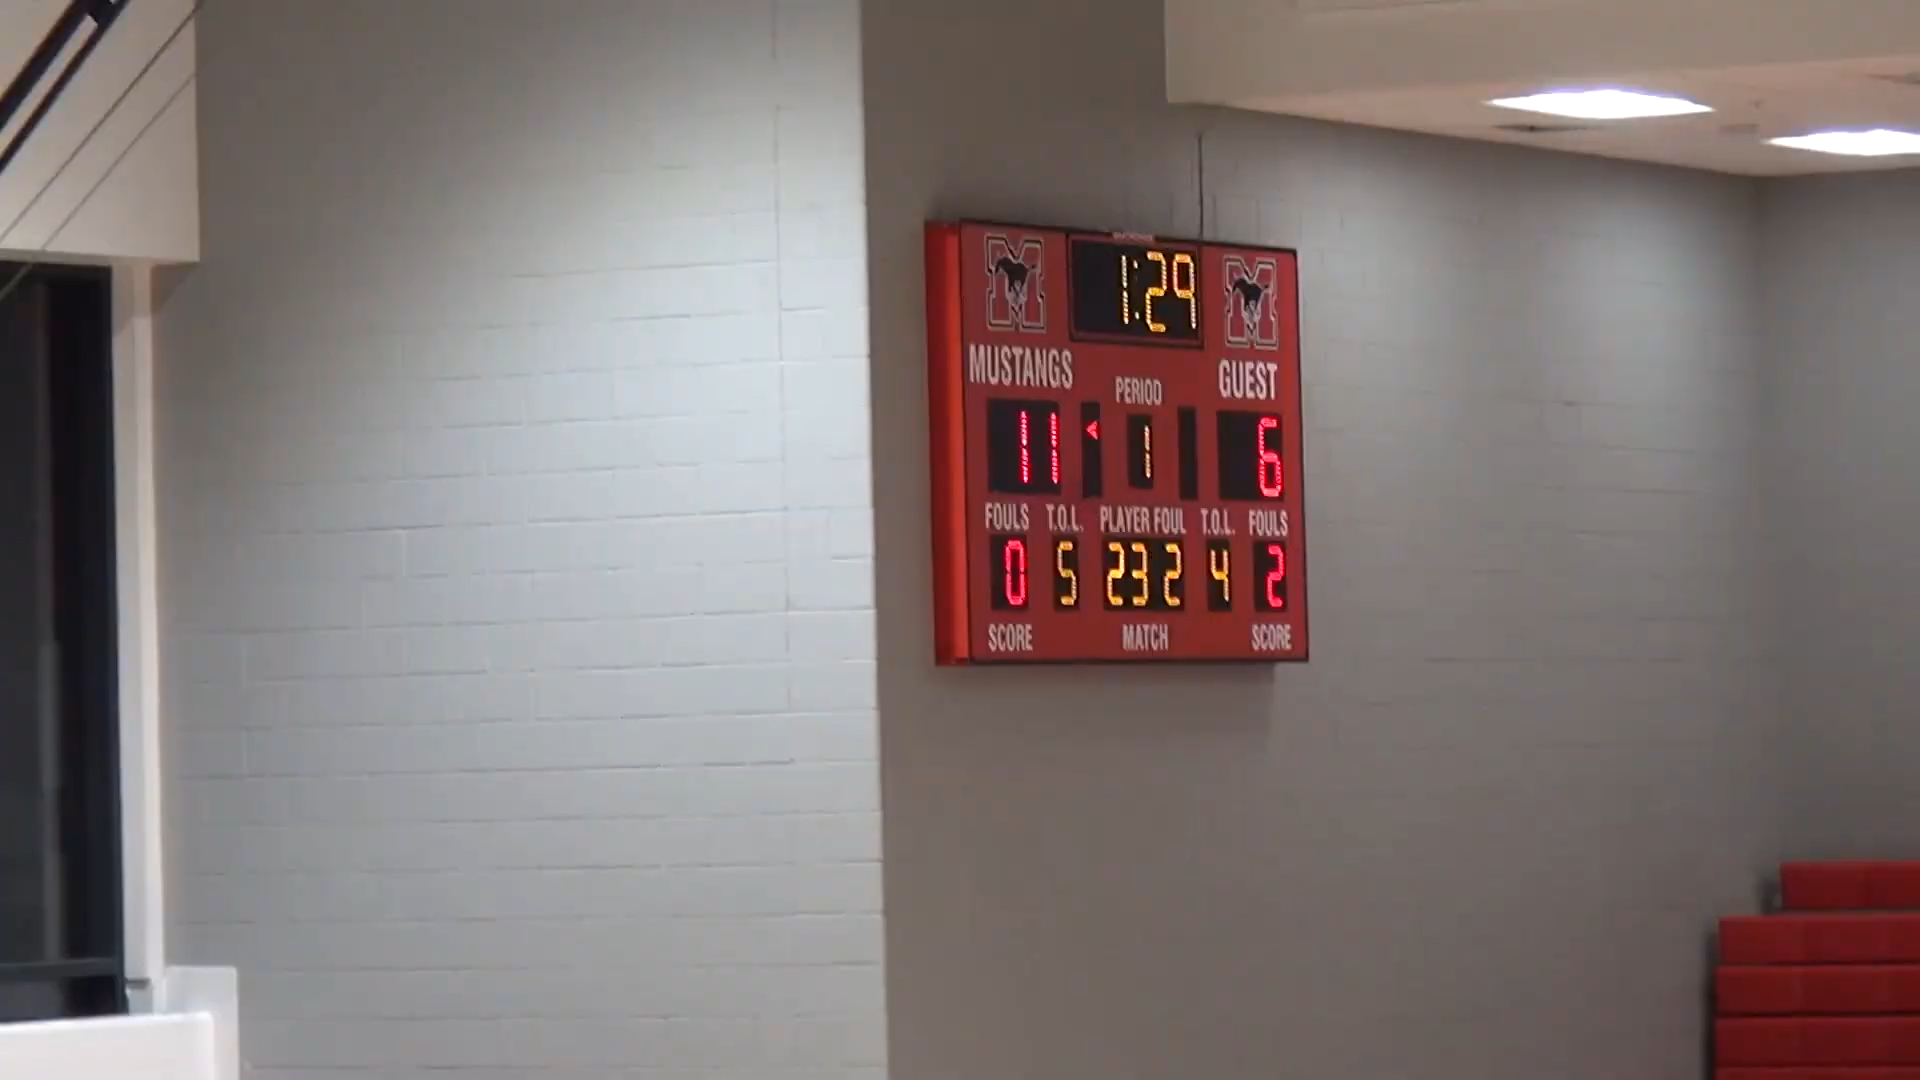 M 1:29 M
MUSTANGS GUEST
PERIOD
11 1 6
FOULS T.O.L. PLAYER FOUL T.O.L. FOULS
0 5 23 2 4 2
SCORE MATCH SCORE